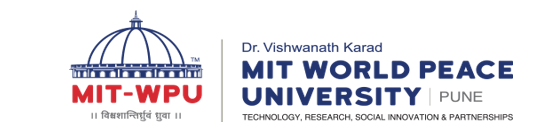 TM
MIT-WPU
॥ विश्वशान्तिर्ध्रुवं ध्रुवा ॥
Dr. Vishwanath Karad
MIT WORLD PEACE
UNIVERSITY | PUNE
TECHNOLOGY, RESEARCH, SOCIAL INNOVATION & PARTNERSHIPS